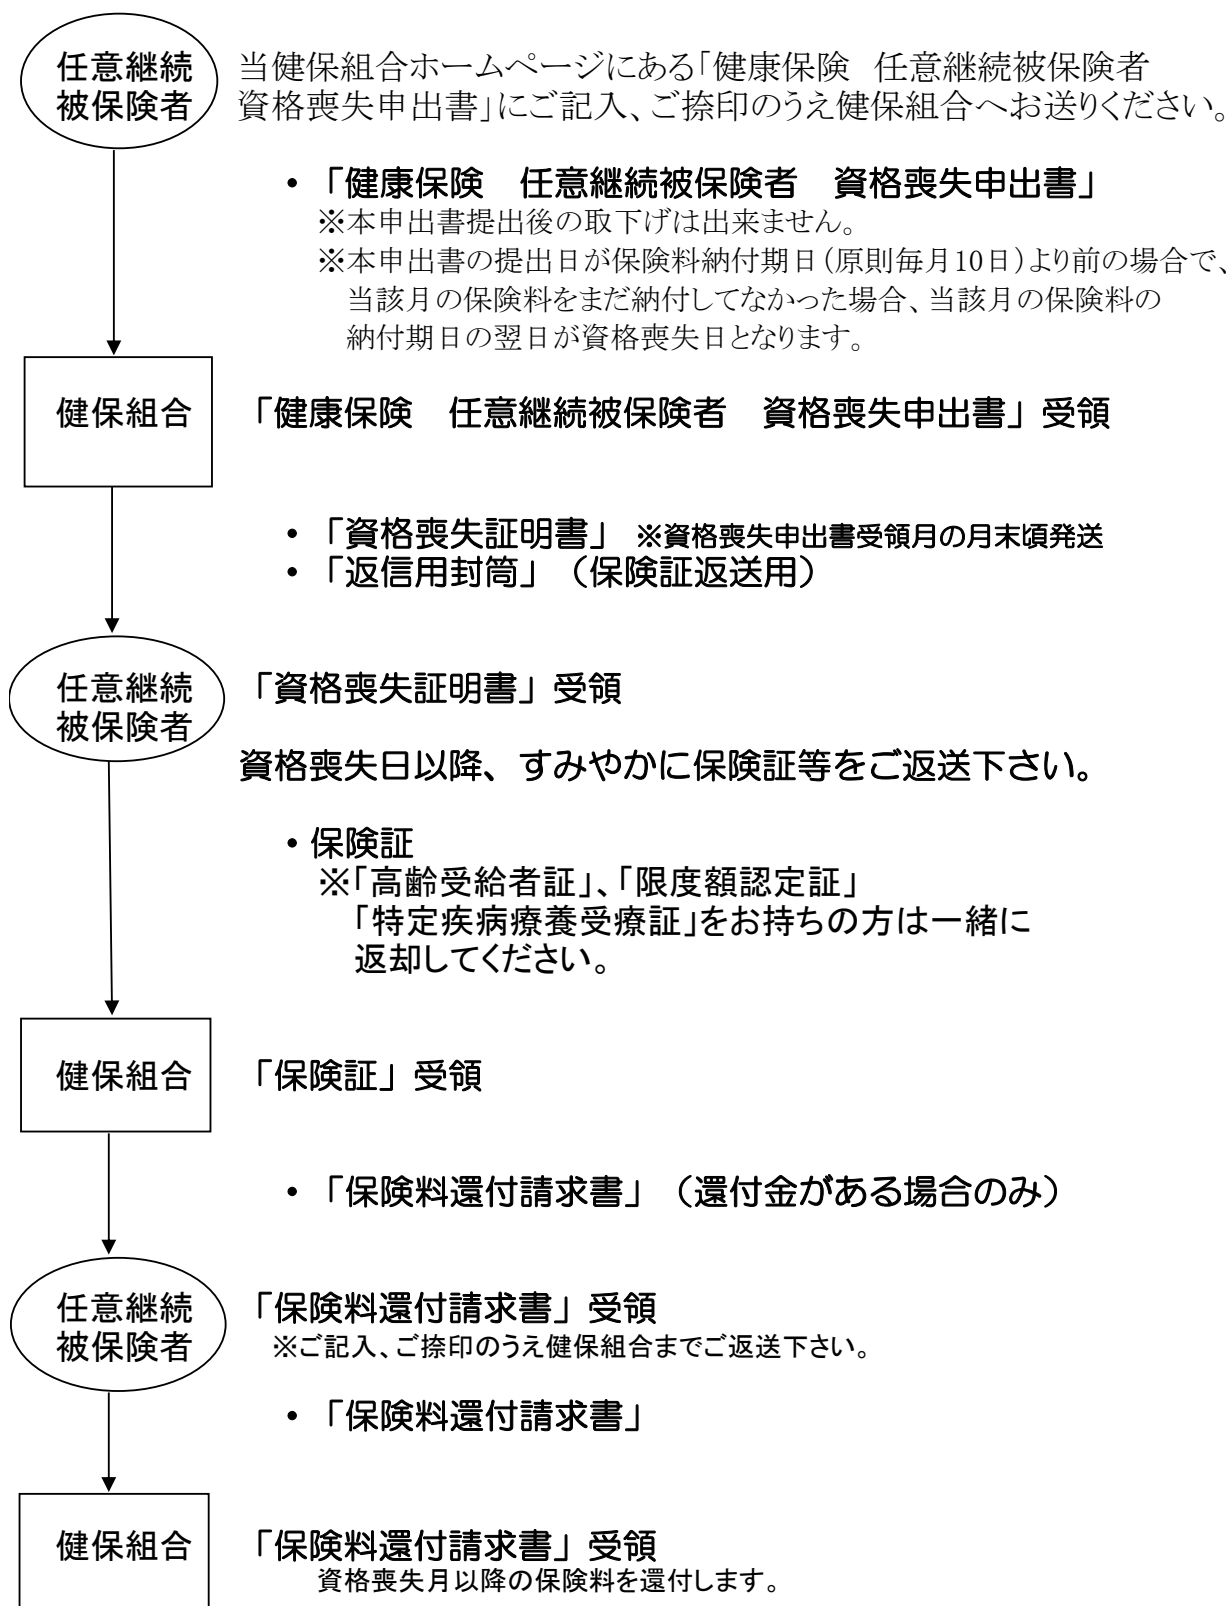 任意継続
被保険者
当健保組合ホームページにある「健康保険　任意継続被保険者
資格喪失申出書」にご記入、ご捺印のうえ健保組合へお送りください。
・「健康保険　任意継続被保険者　資格喪失申出書」
※本申出書提出後の取下げは出来ません。
※本申出書の提出日が保険料納付期日（原則毎月10日）より前の場合で、
当該月の保険料をまだ納付してなかった場合、当該月の保険料の
納付期日の翌日が資格喪失日となります。
健保組合
「健康保険　任意継続被保険者　資格喪失申出書」受領
・「資格喪失証明書」 ※資格喪失申出書受領月の月末頃発送
・「返信用封筒」（保険証返送用）
任意継続
被保険者
「資格喪失証明書」受領
資格喪失日以降、すみやかに保険証等をご返送下さい。
・保険証
※「高齢受給者証」、「限度額認定証」
「特定疾病療養受療証」をお持ちの方は一緒に
返却してください。
健保組合
「保険証」受領
・「保険料還付請求書」（還付金がある場合のみ）
任意継続
被保険者
「保険料還付請求書」受領
※ご記入、ご捺印のうえ健保組合までご返送下さい。
・「保険料還付請求書」
健保組合
「保険料還付請求書」受領
資格喪失月以降の保険料を還付します。